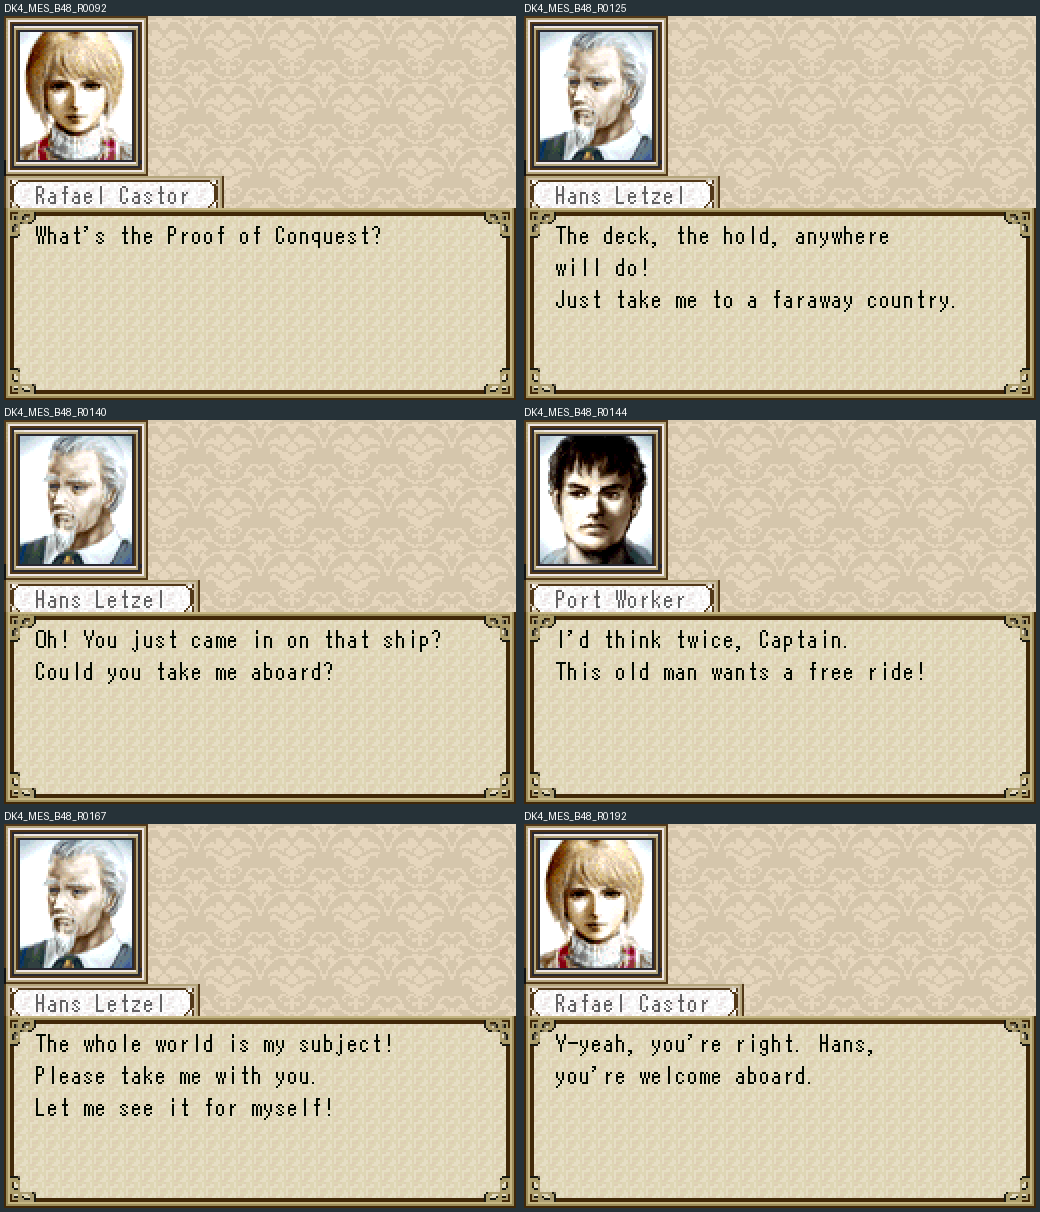 DK4_MES_B48_R0092
Rafael Castor
What's the Proof of Conquest?
DK4_MES_B48_R0125
Hans Letzel
The deck, the hold, anywhere
will do!
Just take me to a faraway country.
DK4_MES_B48_R0140
Hans Letzel
Oh! You just came in on that ship?
Could you take me aboard?
DK4_MES_B48_R0144
Port Worker
I'd think twice, Captain.
This old man wants a free ride!
DK4_MES_B48_R0167
Hans Letzel
The whole world is my subject!
Please take me with you.
Let me see it for myself!
DK4_MES_B48_R0192
Rafael Castor
Y-yeah, you're right. Hans,
you're welcome aboard.